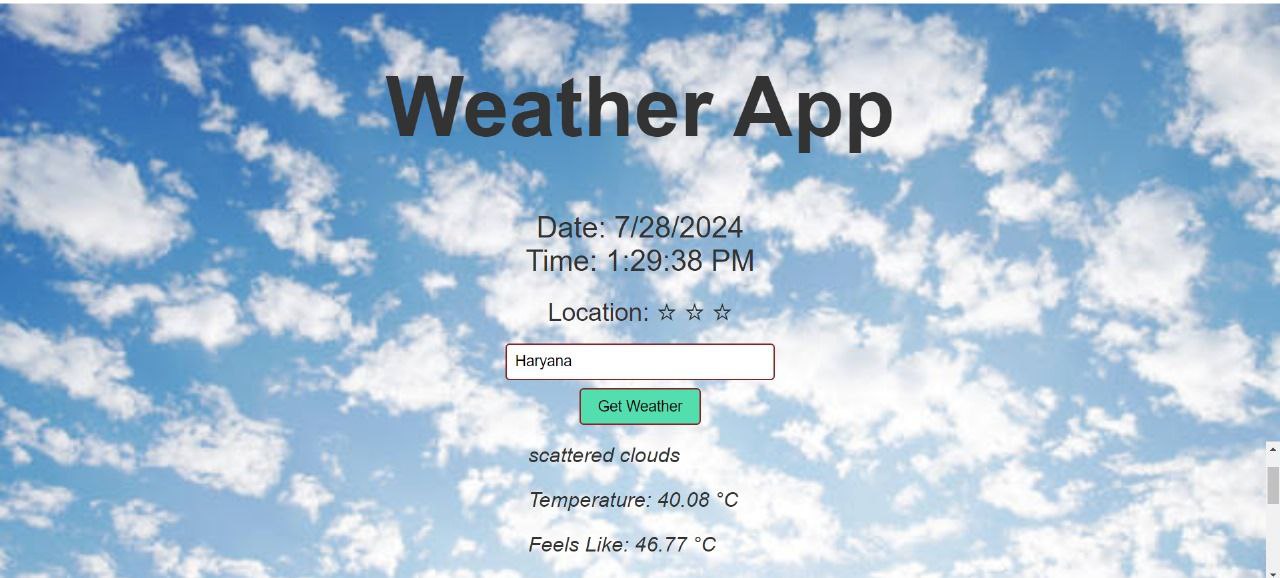 Weather App
Date: 7/28/2024
Time: 1:29:38 PM
Location: ☆ ☆ ☆
Haryana
Get Weather
scattered clouds
Temperature: 40.08 °C
Feels Like: 46.77 °C